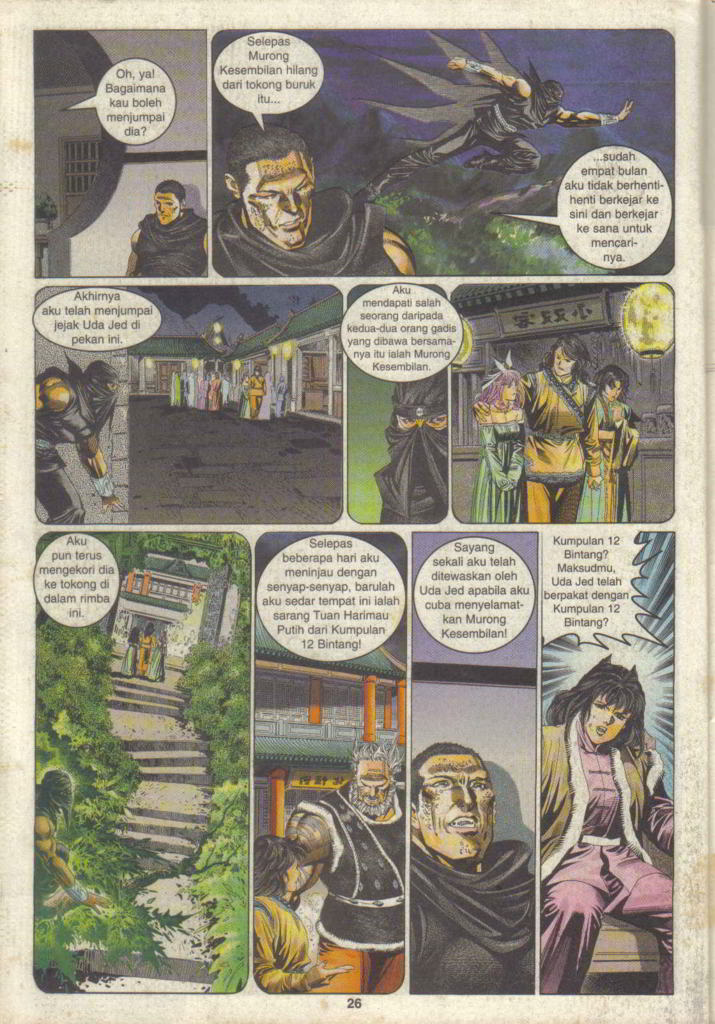 Oh, ya!
Bagaimana
kau boleh
menjumpai
dia?
Selepas
Murong
Kesembilan hilang
dari tokong buruk
itu...
...sudah
empat bulan
aku tidak berhenti-
henti berkejar ke
sini dan berkejar
ke sana untuk
mencari-
nya.
Akhirnya
aku telah menjumpai
jejak Uda Jed di
pekan ini.
Aku
mendapati salah
seorang daripada
kedua-dua orang gadis
yang dibawa bersama-
nya itu ialah Murong
Kesembilan.
Aku
pun terus
mengekori dia
ke tokong di
dalam rimba
ini.
Selepas
beberapa hari aku
meninjau dengan
senyap-senyap, barulah
aku sedar tempat ini ialah
sarang Tuan Harimau
Putih dari Kumpulan
12 Bintang!
Sayang
sekali aku telah
ditewaskan oleh
Uda Jed apabila aku
cuba menyelamat-
kan Murong
Kesembilan!
Kumpulan 12
Bintang?
Maksudmu,
Uda Jed telah
berpakat dengan
Kumpulan 12
Bintang?
26